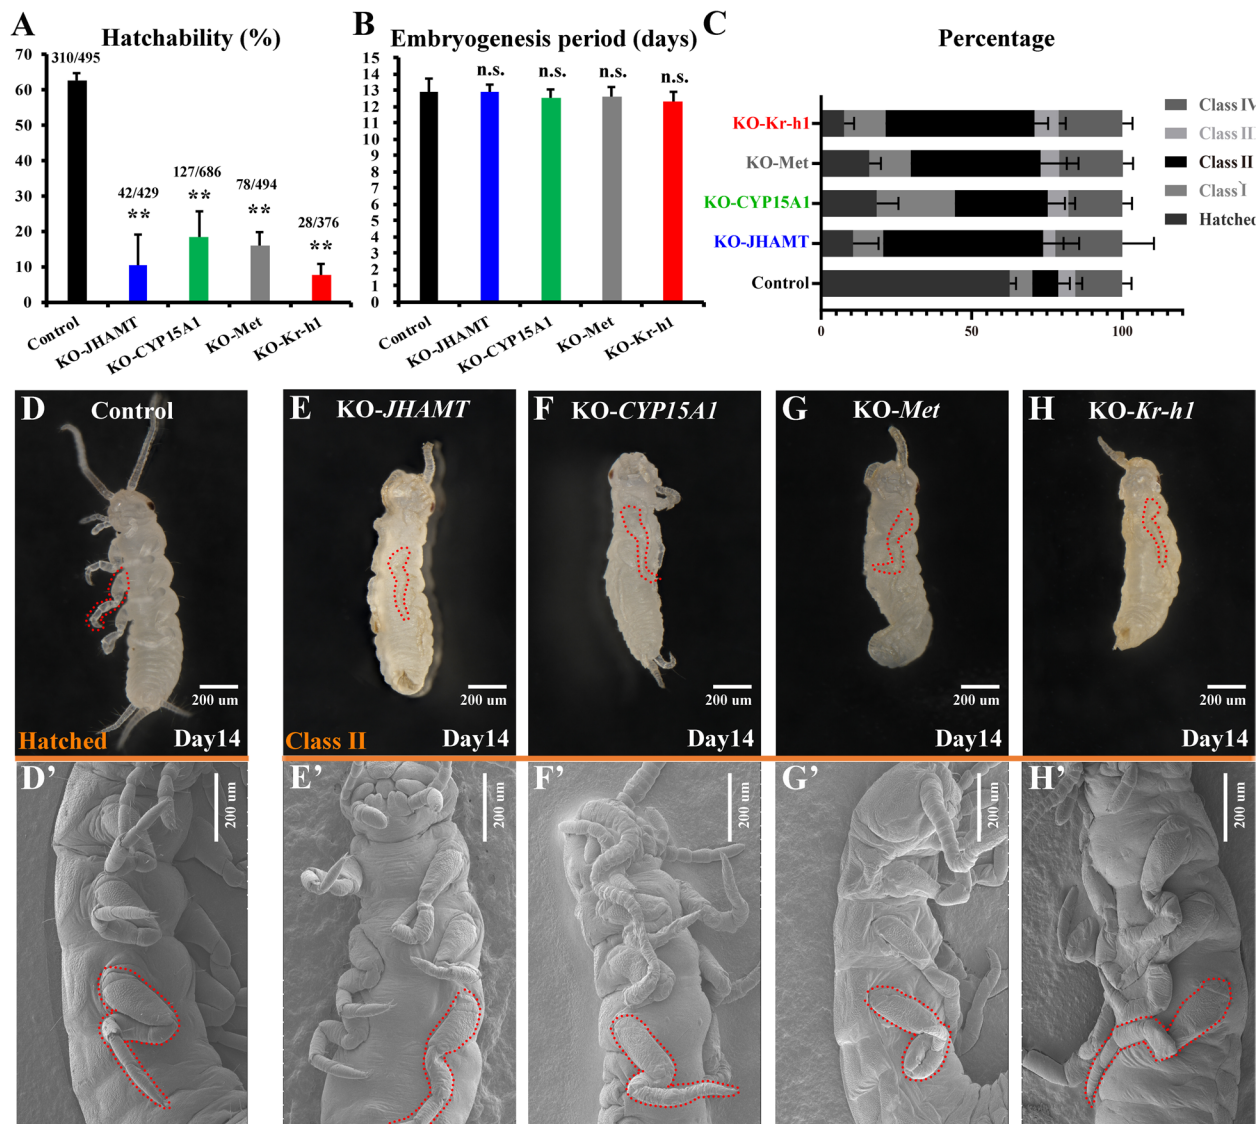 A
Hatchability (%)
70
60
50
40
30
20
10
0
310/495
42/429
**
127/686
**
78/494
**
28/376
**
Control
KO-JHAMT
KO-CYP15A1
KO-Met
KO-Kr-h1
B
Embryogenesis period (days)
15
14
13
12
11
10
9
8
7
6
5
4
3
2
1
0
n.s.
n.s.
n.s.
n.s.
Control
KO-JHAMT
KO-CYP15A1
KO-Met
KO-Kr-h1
C
Percentage
KO-Kr-h1
KO-Met
KO-CYP15A1
KO-JHAMT
Control
0
50
100
Class IV
Class II
Class II
Class I
Hatched
D
Control
200 um
Hatched
Day14
E
KO-JHAMT
200 um
Class II
Day14
F
KO-CYP15A1
200 um
Day14
G
KO-Met
200 um
Day14
H
KO-Kr-h1
200 um
Day14
D'
200 um
E'
200 um
F'
200 um
G'
200 um
H'
200 um